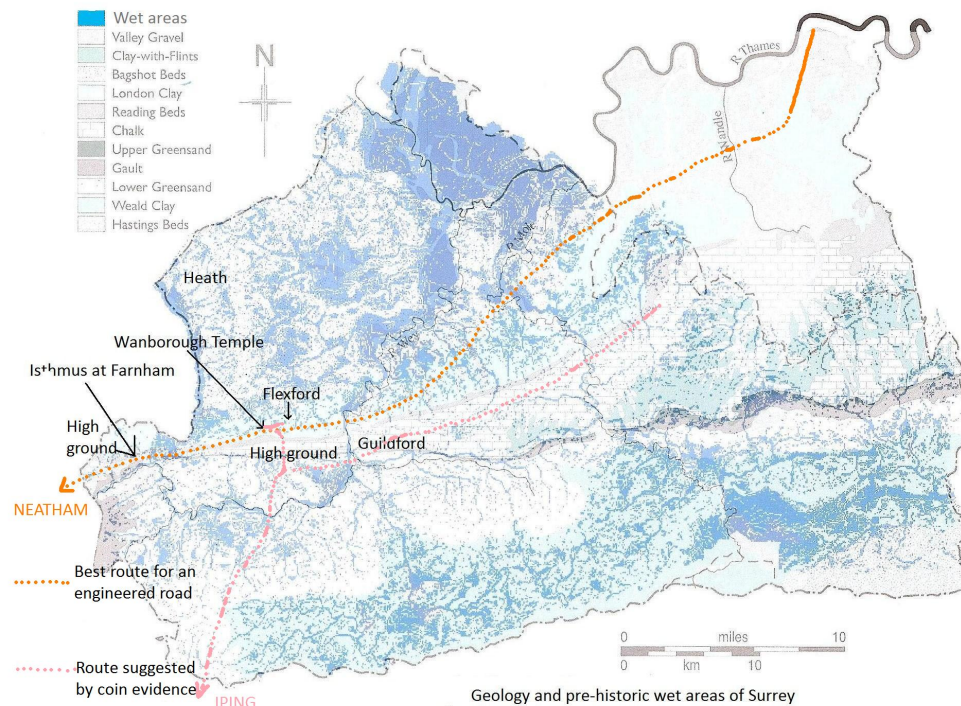 Wet areas
Valley Gravel
Clay-with-Flints
Bagshot Beds
London Clay
Reading Beds
Chalk
Upper Greensand
Gault
Lower Greensand
Weald Clay
Hastings Beds
N
R Thames
R Wandle
R Mole
R Wey
Heath
Wanborough Temple
Isthmus at Farnham
Flexford
High
ground
High ground
Guildford
NEATHAM
Best route for an
engineered road
Route suggested
by coin evidence
IPING
0 miles 10
0 km 10
Geology and pre-historic wet areas of Surrey